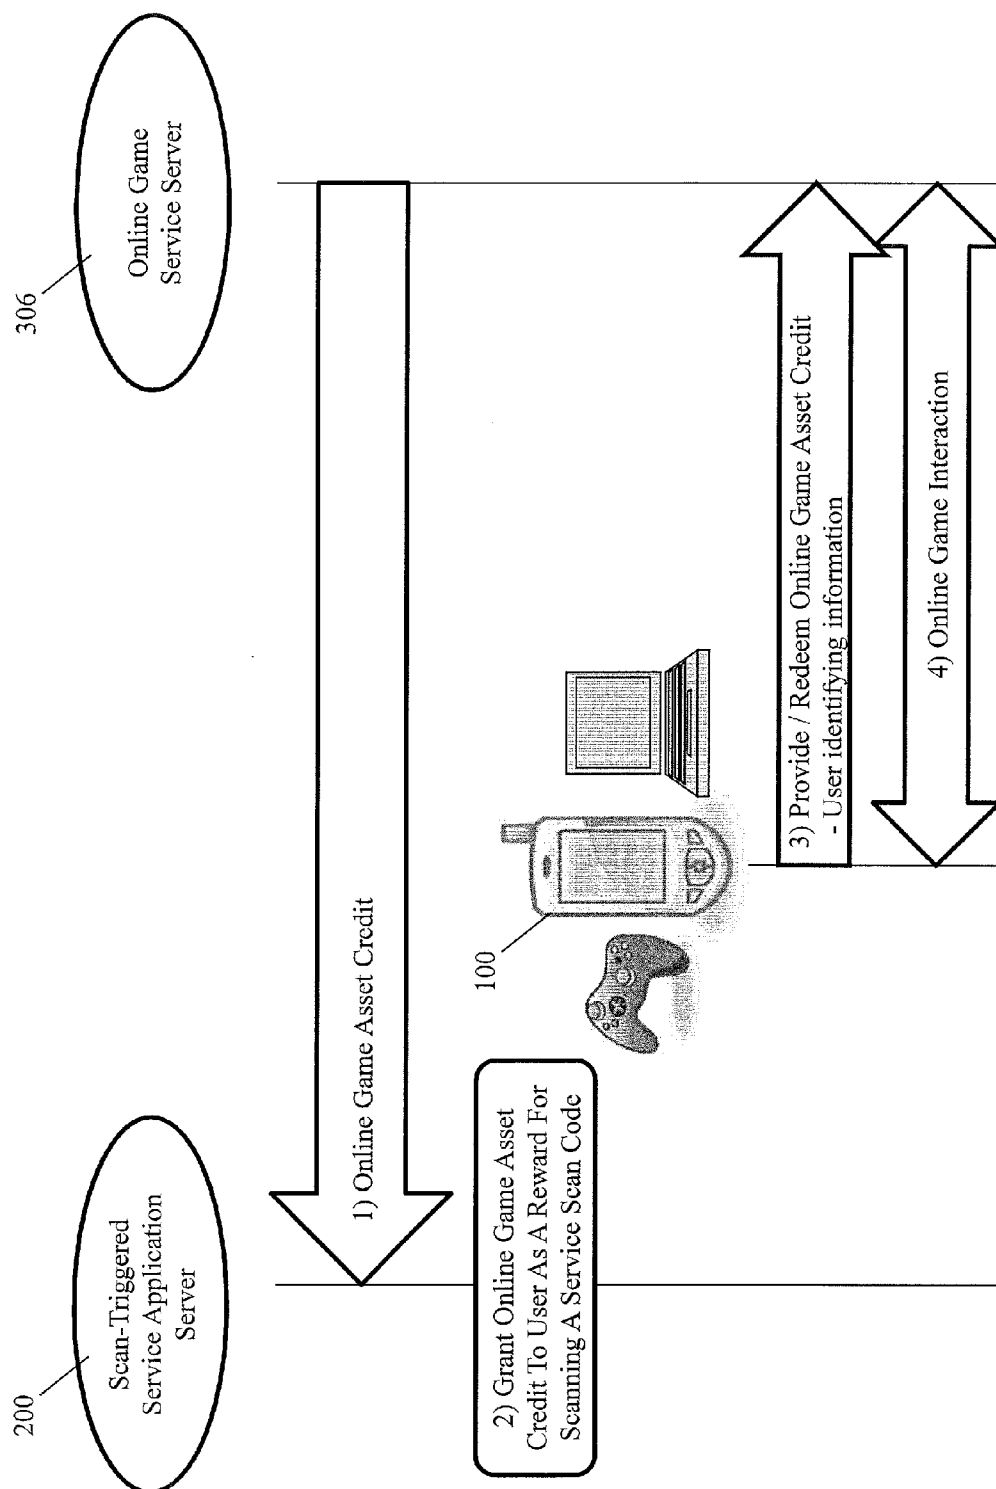 200
Scan-Triggered
Service Application
Server
306
Online Game
Service Server
1) Online Game Asset Credit
2) Grant Online Game Asset
Credit To User As A Reward For
Scanning A Service Scan Code
100
3) Provide / Redeem Online Game Asset Credit
- User identifying information
4) Online Game Interaction